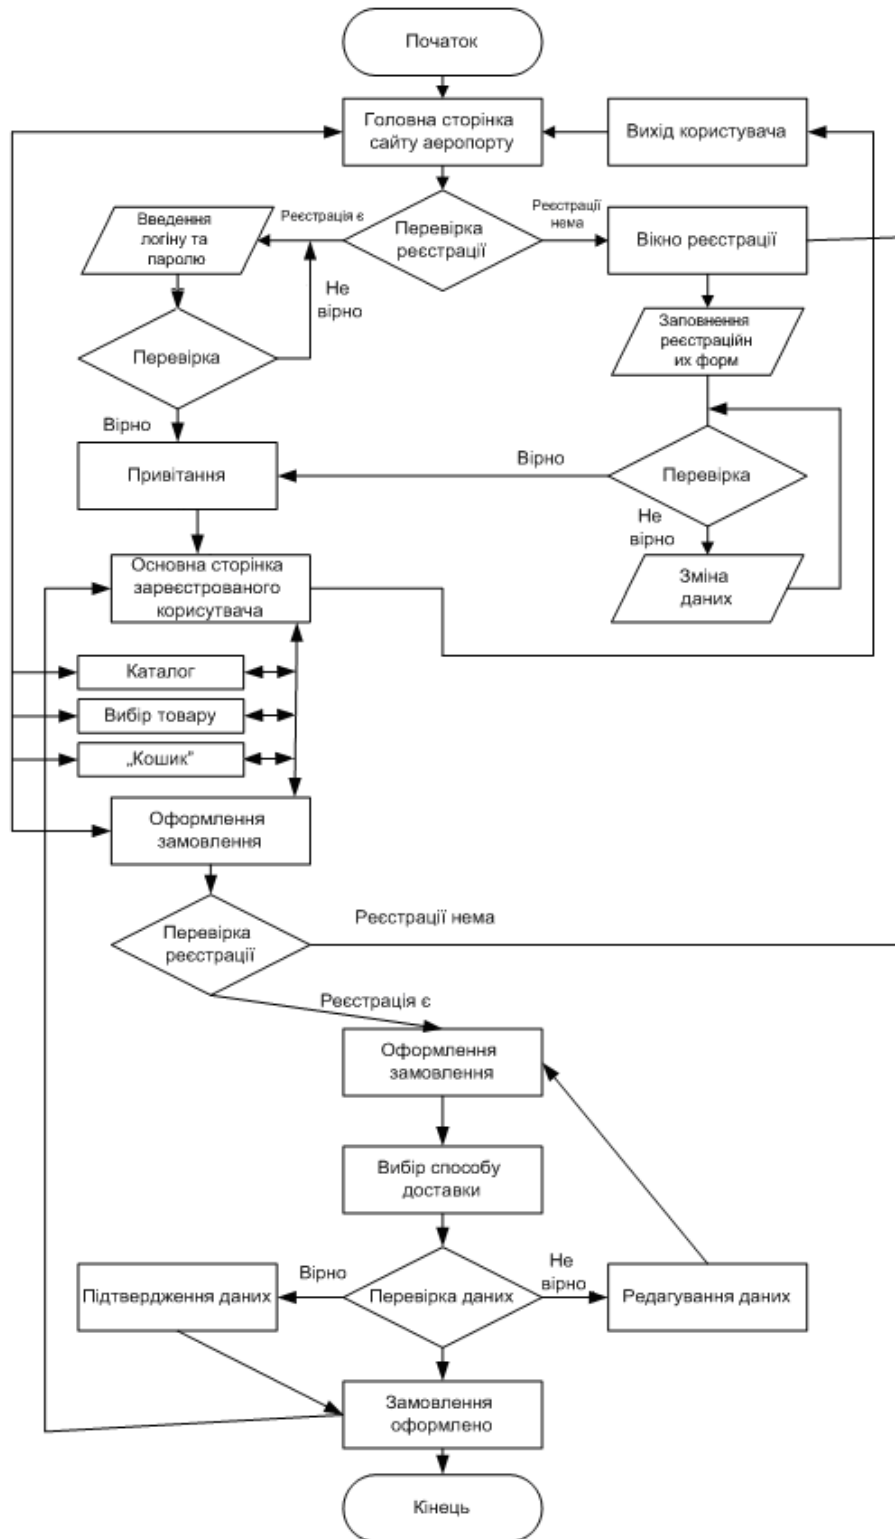 Початок
Головна сторінка
сайту аеропорту
Вихід користувача
Введення
логіну та
паролю
Реєстрація є
Перевірка
реєстрації
Реєстрації
нема
Вікно реєстрації
Не
вірно
Заповнення
реєстраційн
их форм
Перевірка
Вірно
Привітання
Вірно
Перевірка
Не
вірно
Зміна
даних
Основна сторінка
зареєстрованого
корисутвача
Каталог
Вибір товару
„Кошик”
Оформлення
замовлення
Перевірка
реєстрації
Реєстрації нема
Реєстрація є
Оформлення
замовлення
Вибір способу
доставки
Підтвердження даних
Вірно
Перевірка даних
Не
вірно
Редагування даних
Замовлення
оформлено
Кінець